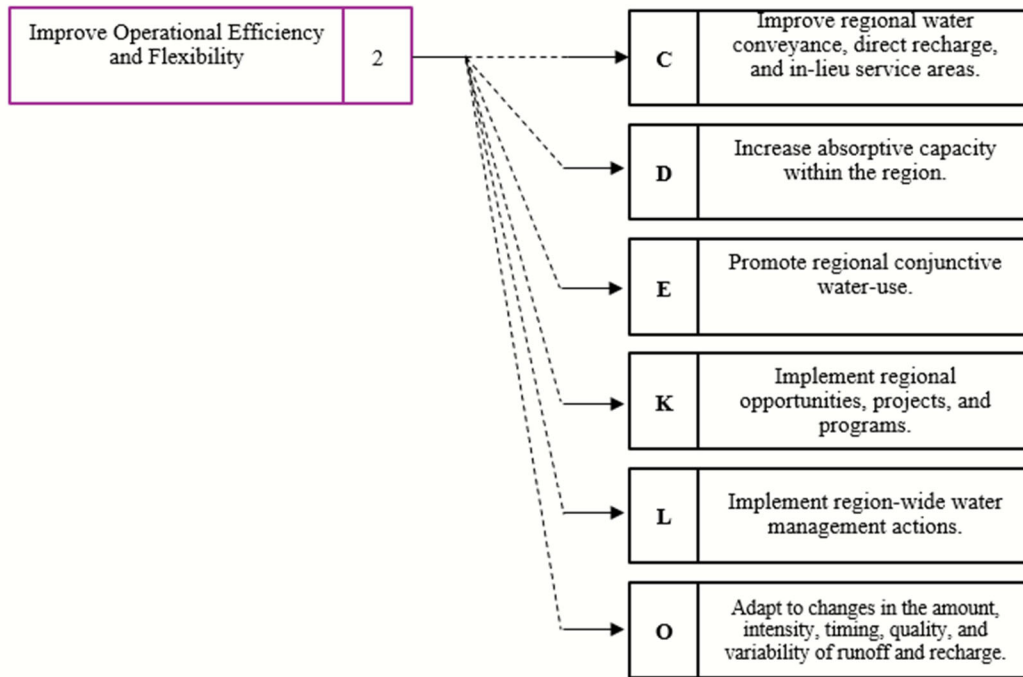 Improve Operational Efficiency
and Flexibility
2
C
Improve regional water
conveyance, direct recharge,
and in-lieu service areas.
D
Increase absorptive capacity
within the region.
E
Promote regional conjunctive
water-use.
K
Implement regional
opportunities, projects, and
programs.
L
Implement region-wide water
management actions.
O
Adapt to changes in the amount,
intensity, timing, quality, and
variability of runoff and recharge.